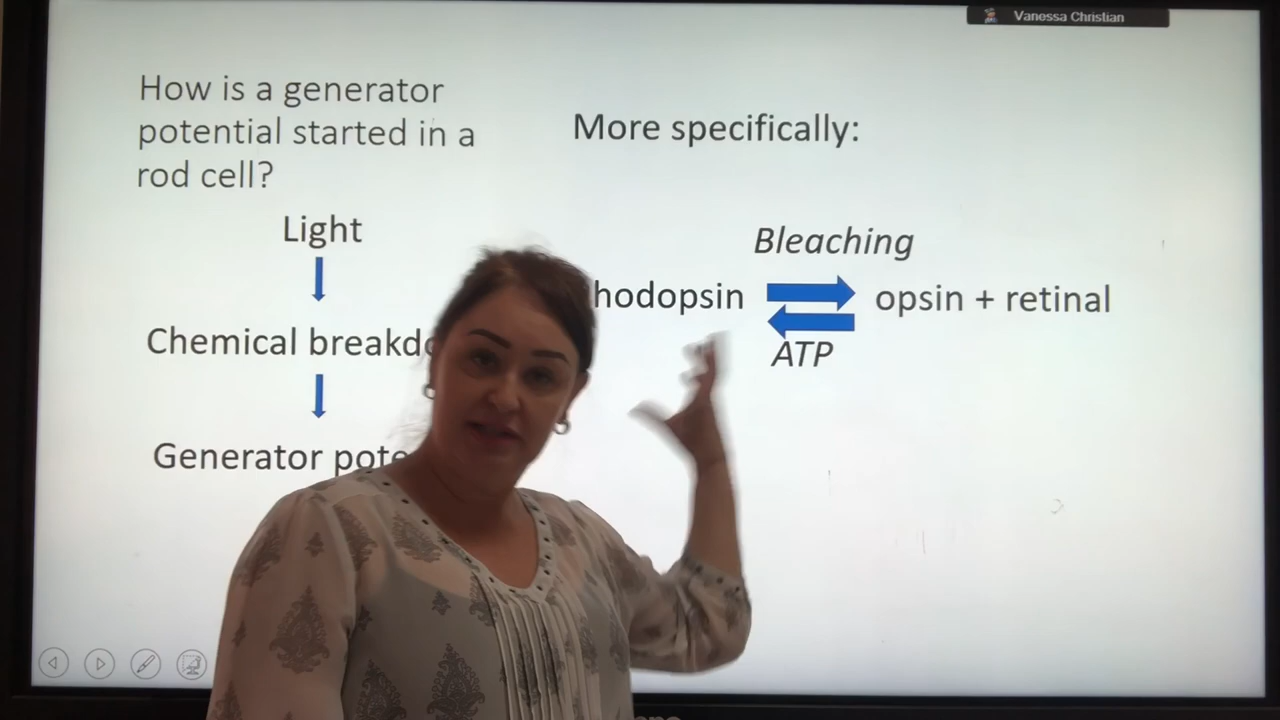 Vanessa Christian
How is a generator
potential started in a
rod cell?
Light
Chemical breakd
Generator pote
More specifically:
Bleaching
hodopsin
opsin + retinal
ATP